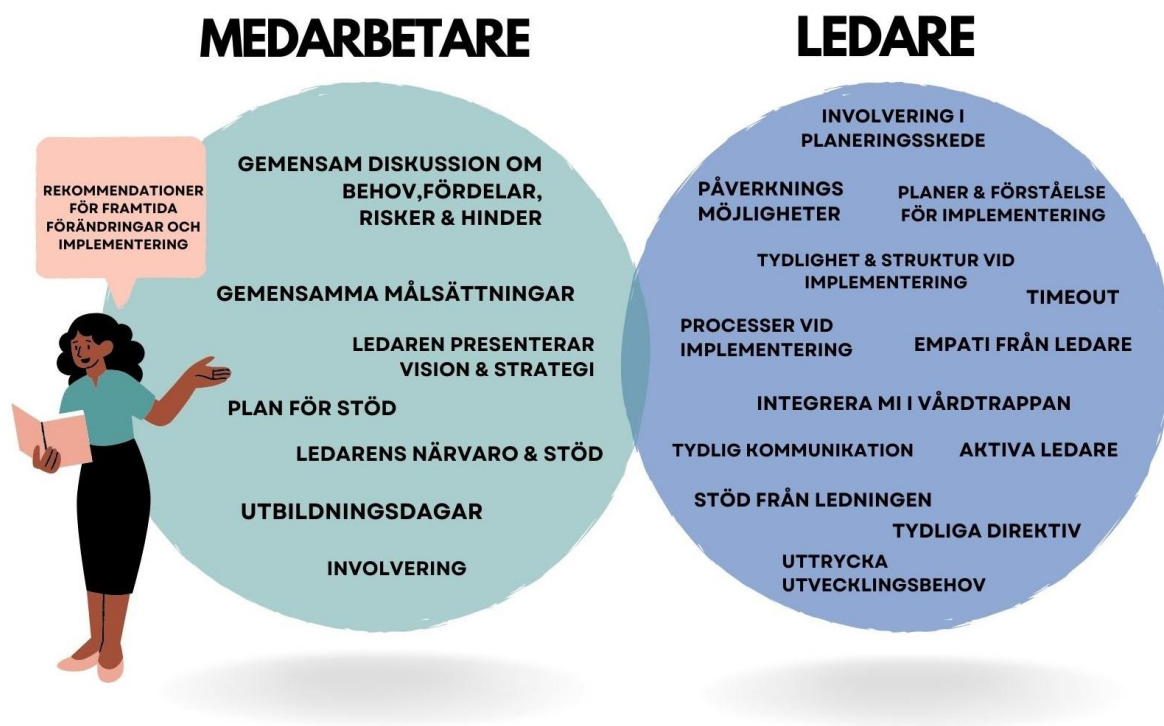 MEDARBETARE
LEDARE
REKOMMENDATIONER
FÖR FRAMTIDA
FÖRÄNDRINGAR OCH
IMPLEMENTERING
GEMENSAM DISKUSSION OM
BEHOV,FÖRDELAR,
RISKER & HINDER
GEMENSAMMA MÅLSÄTTNINGAR
LEDAREN PRESENTERAR
VISION & STRATEGI
PLAN FÖR STÖD
LEDARENS NÄRVARO & STÖD
UTBILDNINGSDAGAR
INVOLVERING
INVOLVERING I
PLANERINGSSKEDE
PÅVERKNINGS
MÖJLIGHETER
PLANER & FÖRSTÅELSE
FÖR IMPLEMENTERING
TYDLIGHET & STRUKTUR VID
IMPLEMENTERING
TIMEOUT
PROCESSER VID
IMPLEMENTERING
EMPATI FRÅN LEDARE
INTEGRERA MI I VÅRDTRAPPAN
TYDLIG KOMMUNIKATION
AKTIVA LEDARE
STÖD FRÅN LEDNINGEN
TYDLIGA DIREKTIV
UTTRYCKA
UTVECKLINGSBEHOV